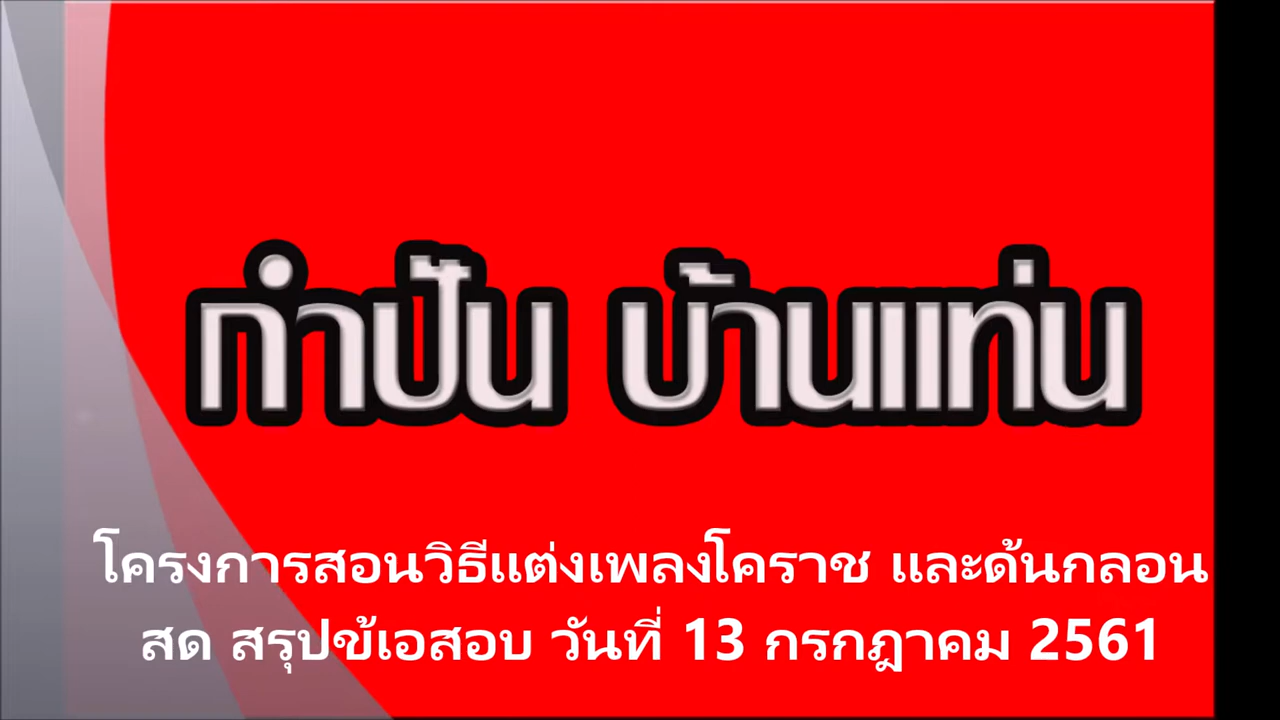 กำปั่น บ้านแท่น
โครงการสอนวิธีแต่งเพลงโคราช และด้นกลอน
สด สรุปข้เอสอบ วันที่ 13 กรกฎาคม 2561